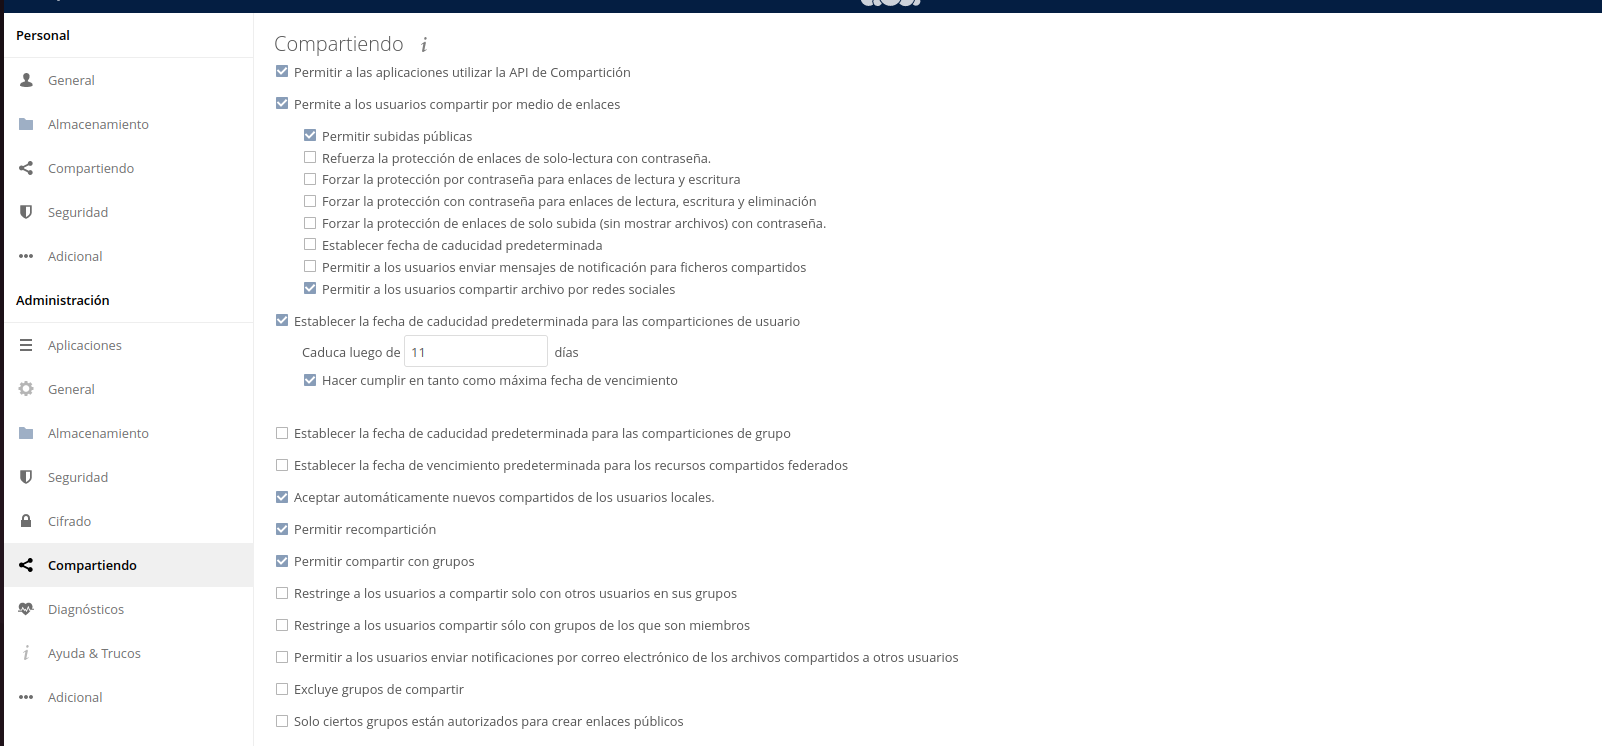 Personal
General
Almacenamiento
Compartiendo
Seguridad
Adicional
Administración
Aplicaciones
General
Almacenamiento
Seguridad
Cifrado
Compartiendo
Diagnósticos
Ayuda & Trucos
Adicional
Compartiendo
Permitir a las aplicaciones utilizar la API de Compartición
Permite a los usuarios compartir por medio de enlaces
Permitir subidas públicas
Refuerza la protección de enlaces de solo-lectura con contraseña.
Forzar la protección por contraseña para enlaces de lectura y escritura
Forzar la protección con contraseña para enlaces de lectura, escritura y eliminación
Forzar la protección de enlaces de solo subida (sin mostrar archivos) con contraseña.
Establecer fecha de caducidad predeterminada
Permitir a los usuarios enviar mensajes de notificación para ficheros compartidos
Permitir a los usuarios compartir archivo por redes sociales
Establecer la fecha de caducidad predeterminada para las comparticiones de usuario
Caduca luego de 11 días
Hacer cumplir en tanto como máxima fecha de vencimiento
Establecer la fecha de caducidad predeterminada para las comparticiones de grupo
Establecer la fecha de vencimiento predeterminada para los recursos compartidos federados
Aceptar automáticamente nuevos compartidos de los usuarios locales.
Permitir recompartición
Permitir compartir con grupos
Restringe a los usuarios a compartir solo con otros usuarios en sus grupos
Restringe a los usuarios compartir sólo con grupos de los que son miembros
Permitir a los usuarios enviar notificaciones por correo electrónico de los archivos compartidos a otros usuarios
Excluye grupos de compartir
Solo ciertos grupos están autorizados para crear enlaces públicos